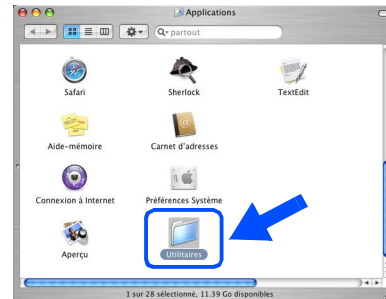 Applications
partout
Safari
Sherlock
TextEdit
Aide-mémoire
Carnet d'adresses
Connexion à Internet
Préférences Système
Aperçu
Utilitaires
1 sur 28 sélectionné, 11.39 Go disponibles